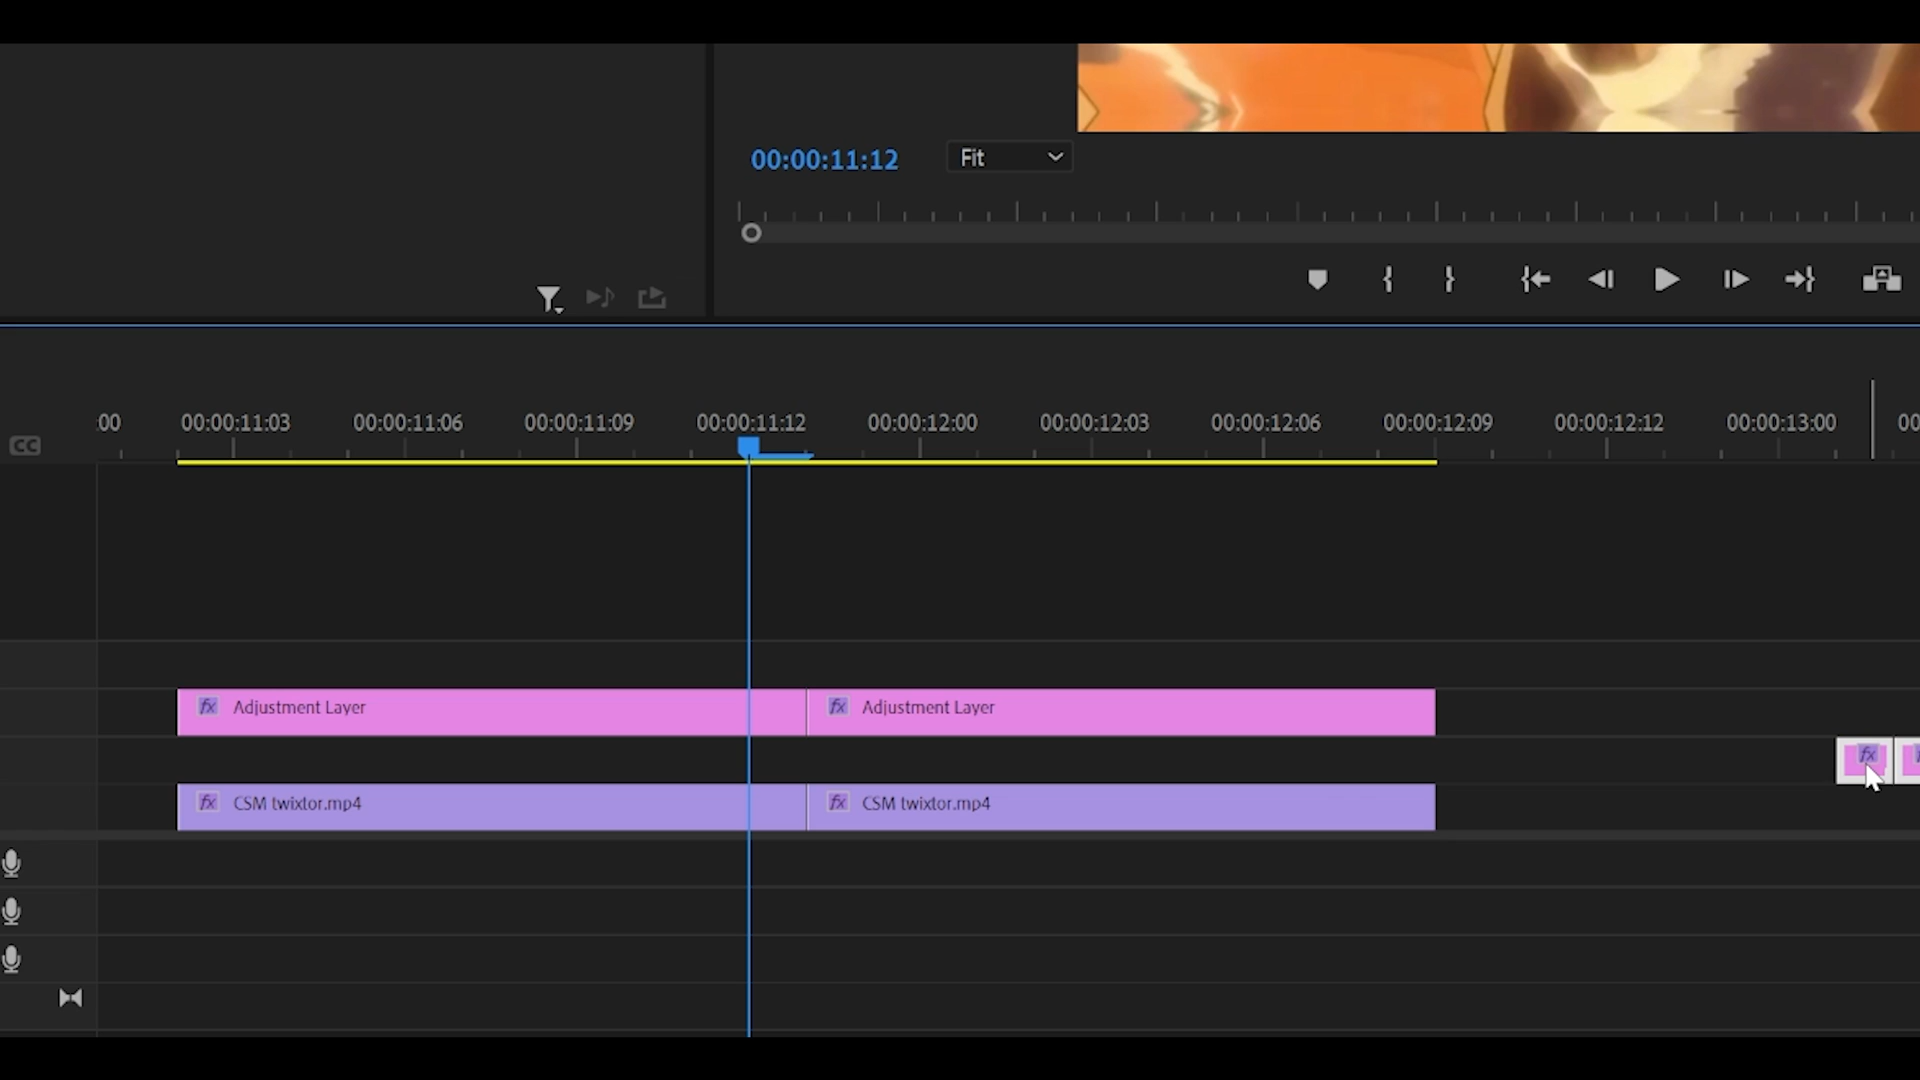 00:00:11:12 Fit
:00 00:00:11:03 00:00:11:06 00:00:11:09 00:00:11:12 00:00:12:00 00:00:12:03 00:00:12:06 00:00:12:09 00:00:12:12 00:00:13:00 00
CC
fx Adjustment Layer fx Adjustment Layer
fx
fx CSM twixtor.mp4 fx CSM twixtor.mp4